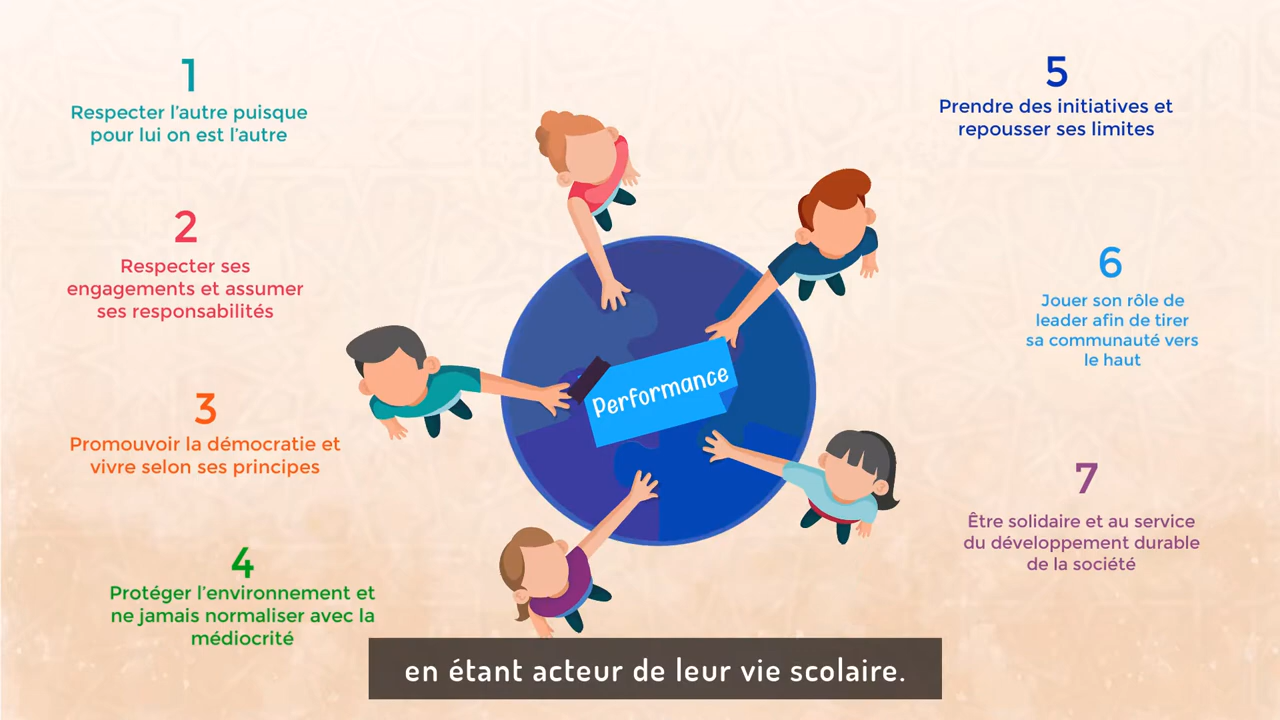 1
Respecter l'autre puisque
pour lui on est l'autre
2
Respecter ses
engagements et assumer
ses responsabilités
3
Promouvoir la démocratie et
vivre selon ses principes
4
Protéger l'environnement et
ne jamais normaliser avec la
médiocrité
Performance
5
Prendre des initiatives et
repousser ses limites
6
Jouer son rôle de
leader afin de tirer
sa communauté vers
le haut
7
Être solidaire et au service
du développement durable
de la société
en étant acteur de leur vie scolaire.